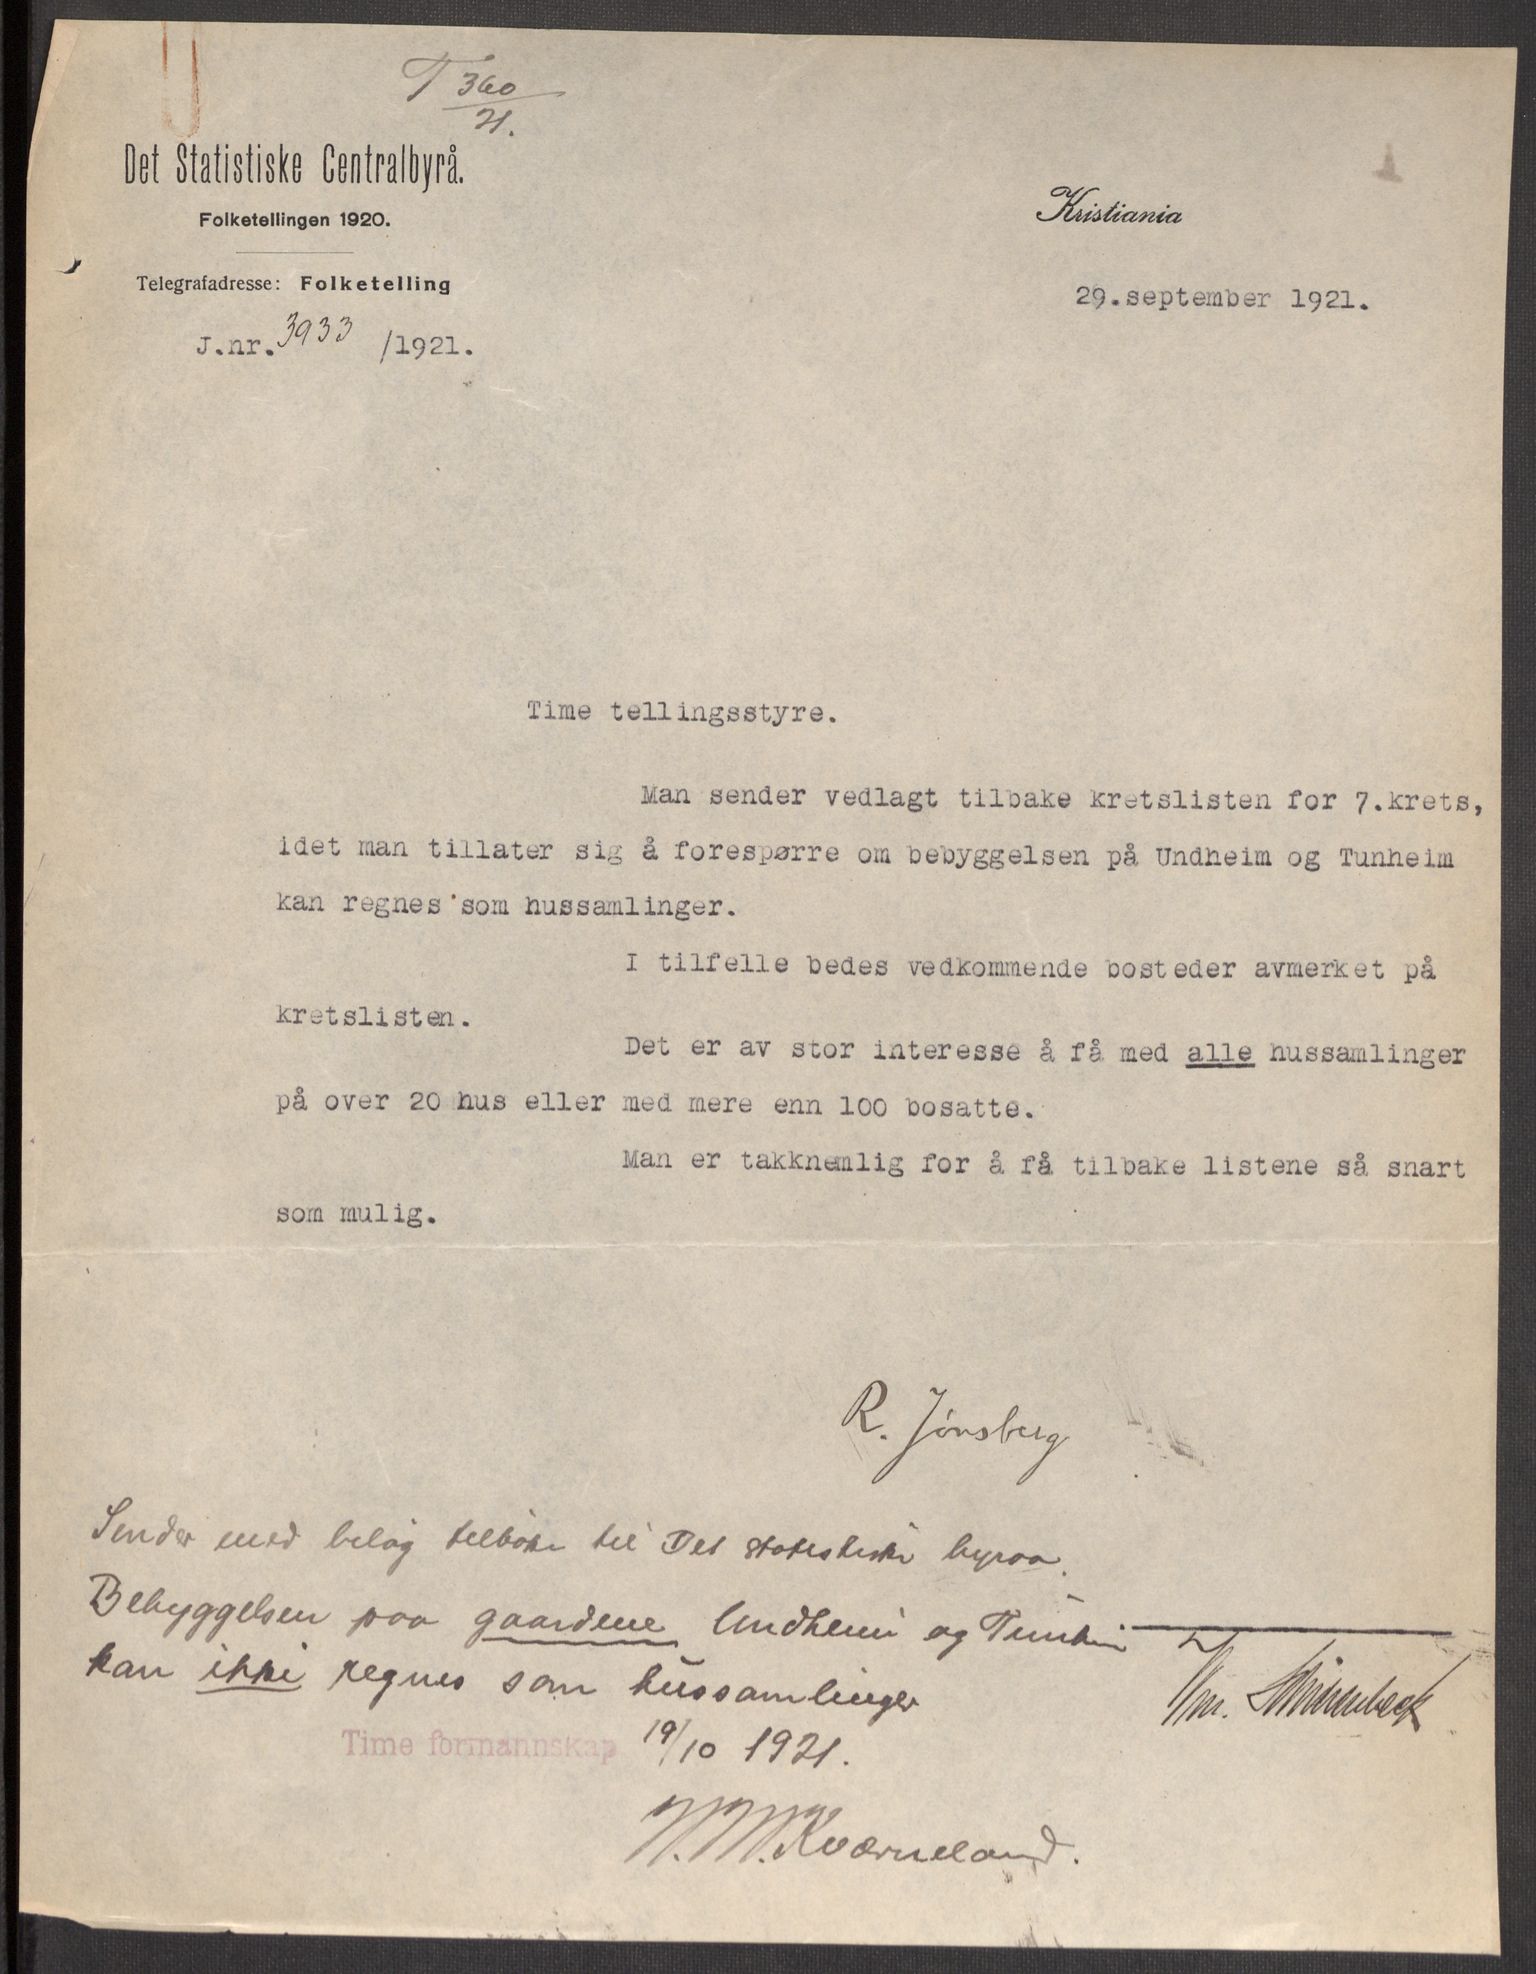 T 360
21.
Det Statistiske Centralbyrå.
Folketellingen 1920.
Telegrafadresse: Folketelling
J.nr. 3933 /1921.
Kristiania
29.september 1921.
Time tellingsstyre.
Man sender vedlagt tilbake kretslisten for 7.krets,
idet man tillater sig å forespørre om bebyggelsen på Undheim og Tunheim
kan regnes som hussamlinger.
I tilfelle bedes vedkommende bosteder avmerket på
kretslisten.
Det er av stor interesse å få med alle hussamlinger
på over 20 hus eller med mere enn 100 bosatte.
Man er takknemlig for å få tilbake listene så snart
som mulig.
R. Jønsberg
Sendes med bilag tilbake til Det statistiske byraa.
Bebyggelsen paa gaardene Undheim og Tunheim
kan ikke regnes som hussamlinger
Time formannskap 19/10 1921.
Kværneland.